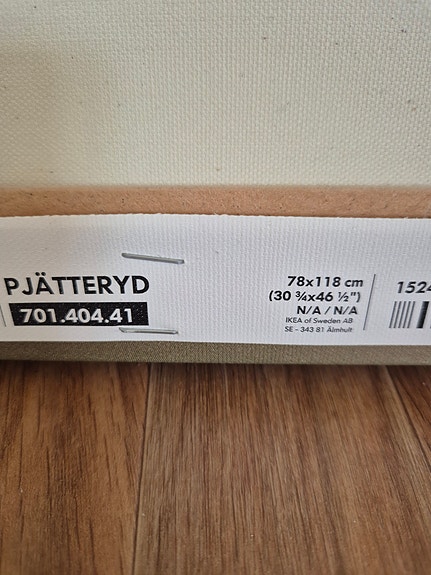 PJÄTTERYD
701.404.41
78x118 cm
(30 ¾x46 ½")
N/A / N/A
IKEA of Sweden AB
SE - 343 81 Älmhult
1524